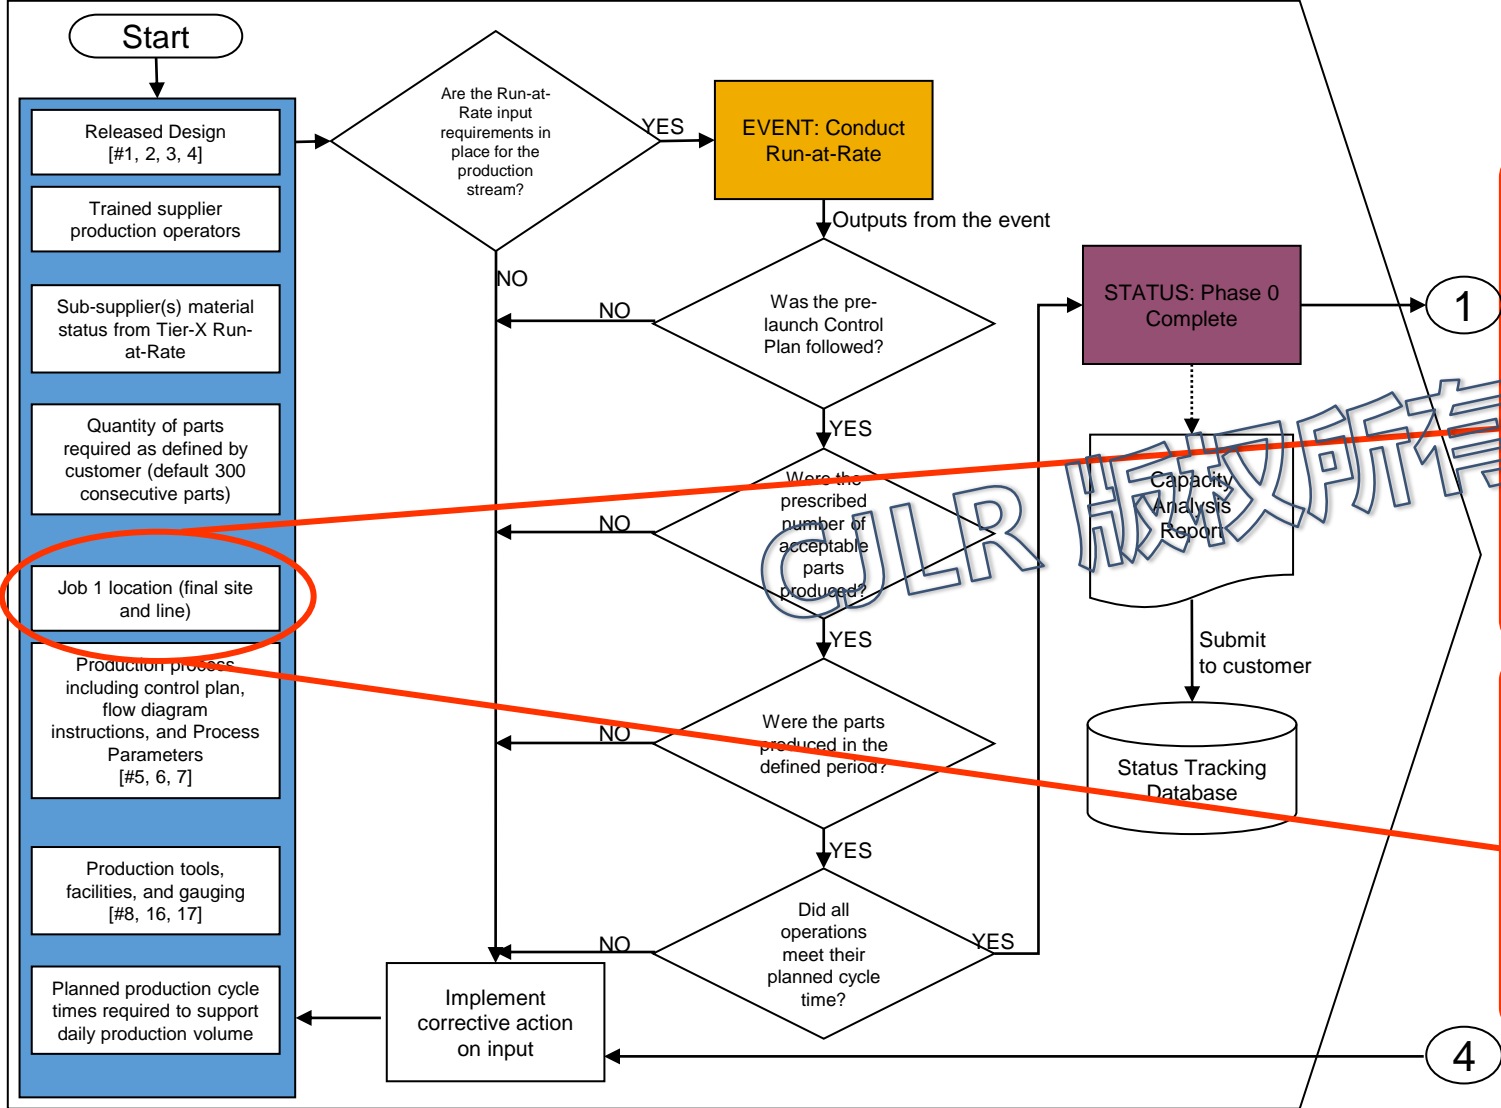 Start
Released Design
[#1, 2, 3, 4]
Trained supplier
production operators
Sub-supplier(s) material
status from Tier-X Run-
at-Rate
Quantity of parts
required as defined by
customer (default 300
consecutive parts)
Job 1 location (final site
and line)
Production process
including control plan,
flow diagram
instructions, and Process
Parameters
[#5, 6, 7]
Production tools,
facilities, and gauging
[#8, 16, 17]
Planned production cycle
times required to support
daily production volume
Are the Run-at-
Rate input
requirements in
place for the
production
stream?
YES
NO
EVENT: Conduct
Run-at-Rate
Outputs from the event
Was the pre-
launch Control
Plan followed?
NO
YES
Were the
prescribed
number of
acceptable
parts
produced?
NO
YES
Were the parts
produced in the
defined period?
NO
YES
Did all
operations
meet their
planned cycle
time?
NO
YES
Implement
corrective action
on input
STATUS: Phase 0
Complete
1
Capacity
Analysis
Report
Submit
to customer
Status Tracking
Database
4
CJLR 版权所有